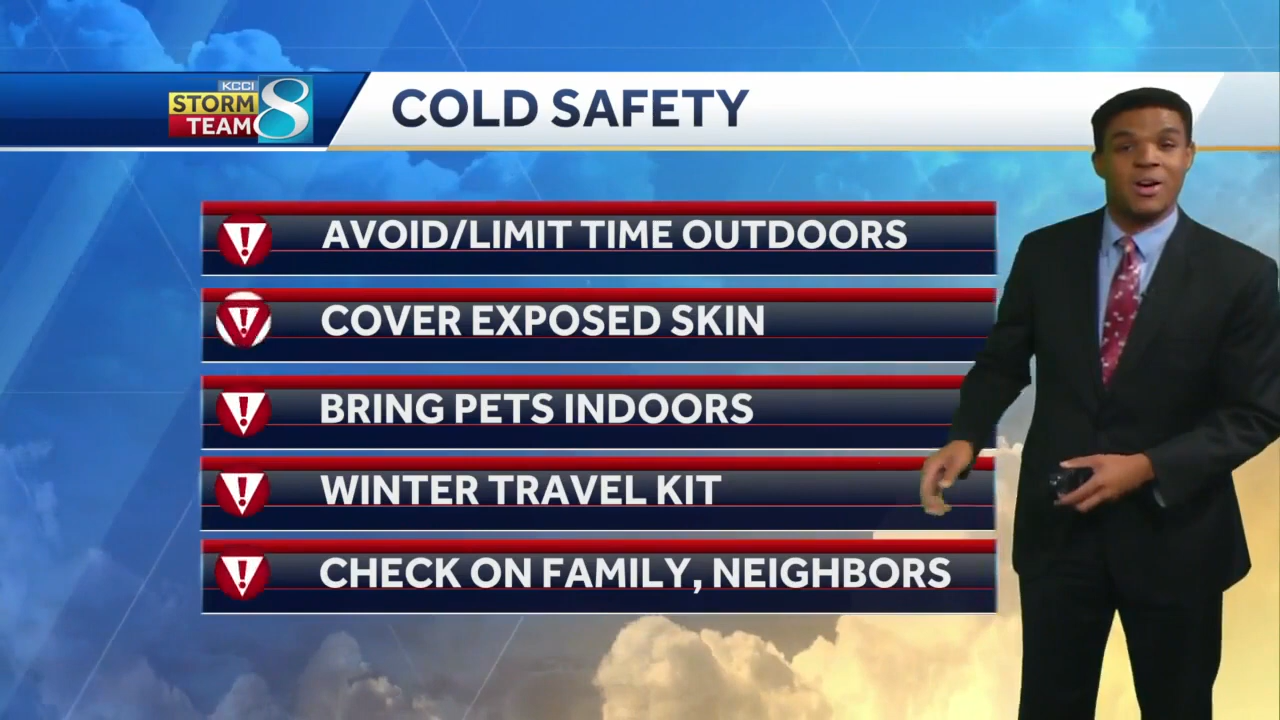 KCCI
STORM
TEAM 8
COLD SAFETY
! AVOID/LIMIT TIME OUTDOORS
! COVER EXPOSED SKIN
! BRING PETS INDOORS
! WINTER TRAVEL KIT
! CHECK ON FAMILY, NEIGHBORS